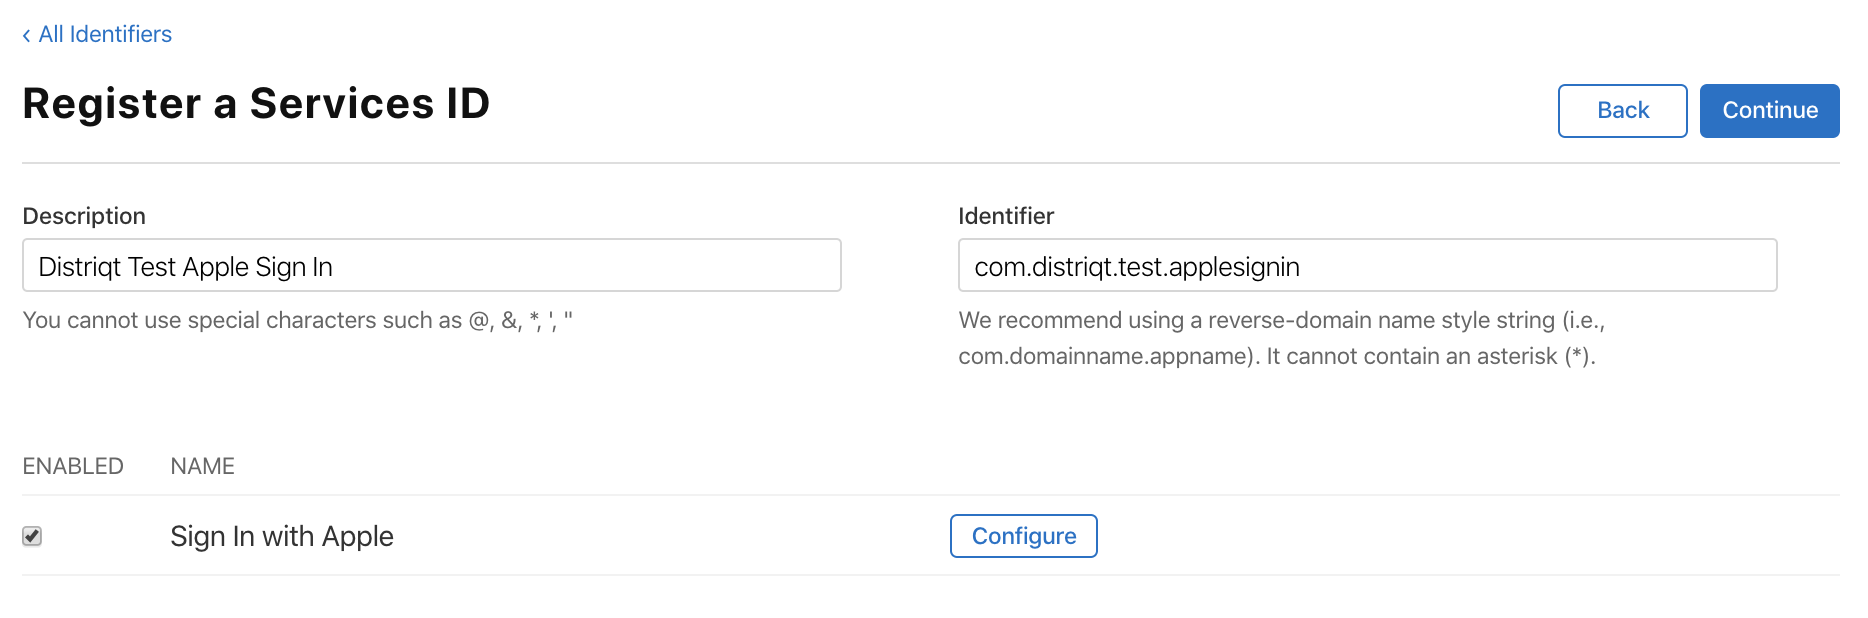 ‹ All Identifiers
Register a Services ID
Back
Continue
Description
Distriqt Test Apple Sign In
You cannot use special characters such as @, &, *, ', "
Identifier
com.distriqt.test.applesignin
We recommend using a reverse-domain name style string (i.e.,
com.domainname.appname). It cannot contain an asterisk (*).
ENABLED NAME
Sign In with Apple
Configure